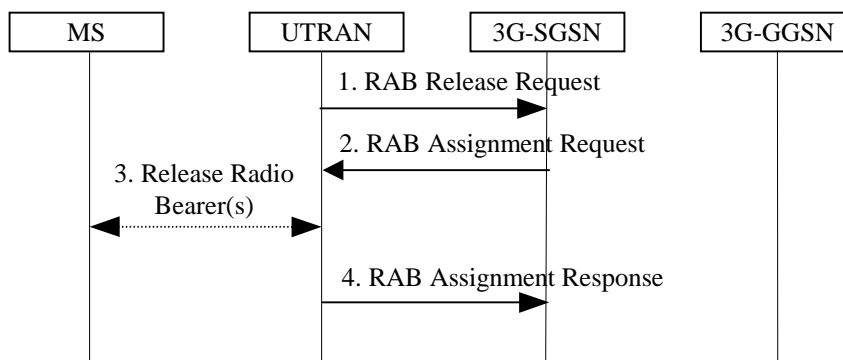 MS
UTRAN
3G-SGSN
3G-GGSN
1. RAB Release Request
2. RAB Assignment Request
3. Release Radio
Bearer(s)
4. RAB Assignment Response